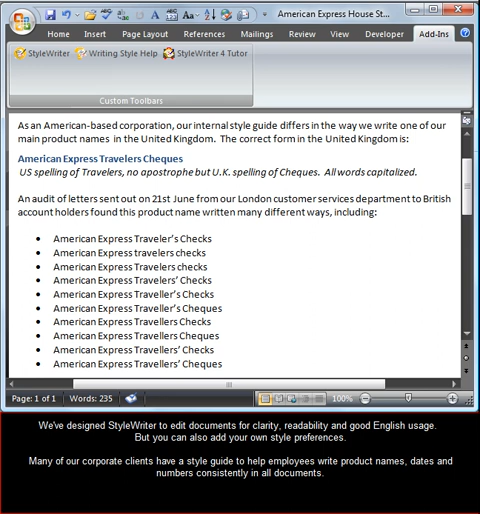 American Express House St...
Home Insert Page Layout References Mailings Review View Developer Add-Ins
StyleWriter Writing Style Help StyleWriter 4 Tutor
Custom Toolbars
As an American-based corporation, our internal style guide differs in the way we write one of our
main product names in the United Kingdom. The correct form in the United Kingdom is:
American Express Travelers Cheques
US spelling of Travelers, no apostrophe but U.K. spelling of Cheques. All words capitalized.
An audit of letters sent out on 21st June from our London customer services department to British
account holders found this product name written many different ways, including:
• American Express Traveler's Checks
• American Express travelers checks
• American Express Travelers checks
• American Express Travelers' Checks
• American Express Traveller's Checks
• American Express Traveller's Cheques
• American Express Travellers Checks
• American Express Travellers Cheques
• American Express Travellers' Checks
• American Express Travellers' Cheques
Page: 1 of 1 Words: 235 100%
We've designed StyleWriter to edit documents for clarity, readability and good English usage.
But you can also add your own style preferences.
Many of our corporate clients have a style guide to help employees write product names, dates and
numbers consistently in all documents.